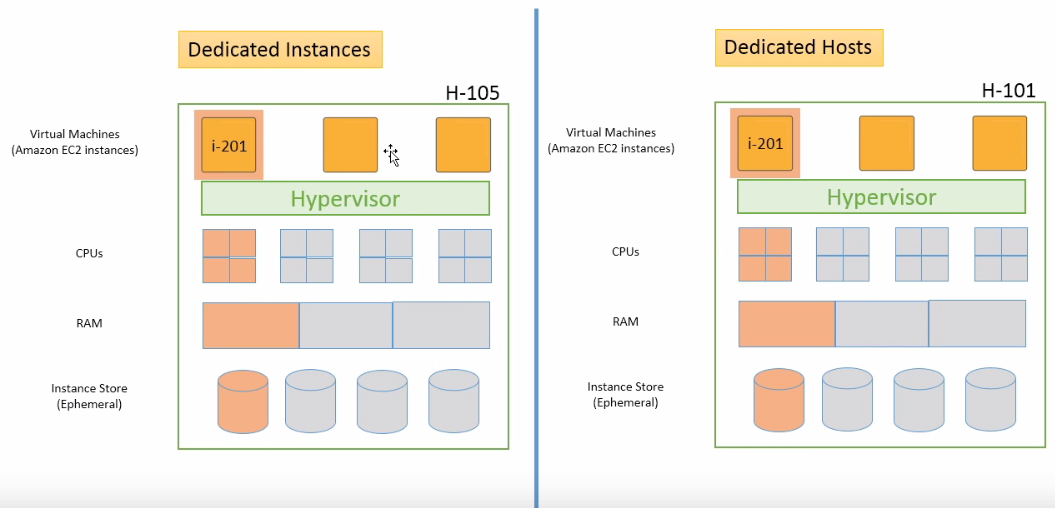 Dedicated Instances
H-105
Virtual Machines
(Amazon EC2 instances)
i-201
Hypervisor
CPUs
RAM
Instance Store
(Ephemeral)
Dedicated Hosts
H-101
Virtual Machines
(Amazon EC2 instances)
i-201
Hypervisor
CPUs
RAM
Instance Store
(Ephemeral)